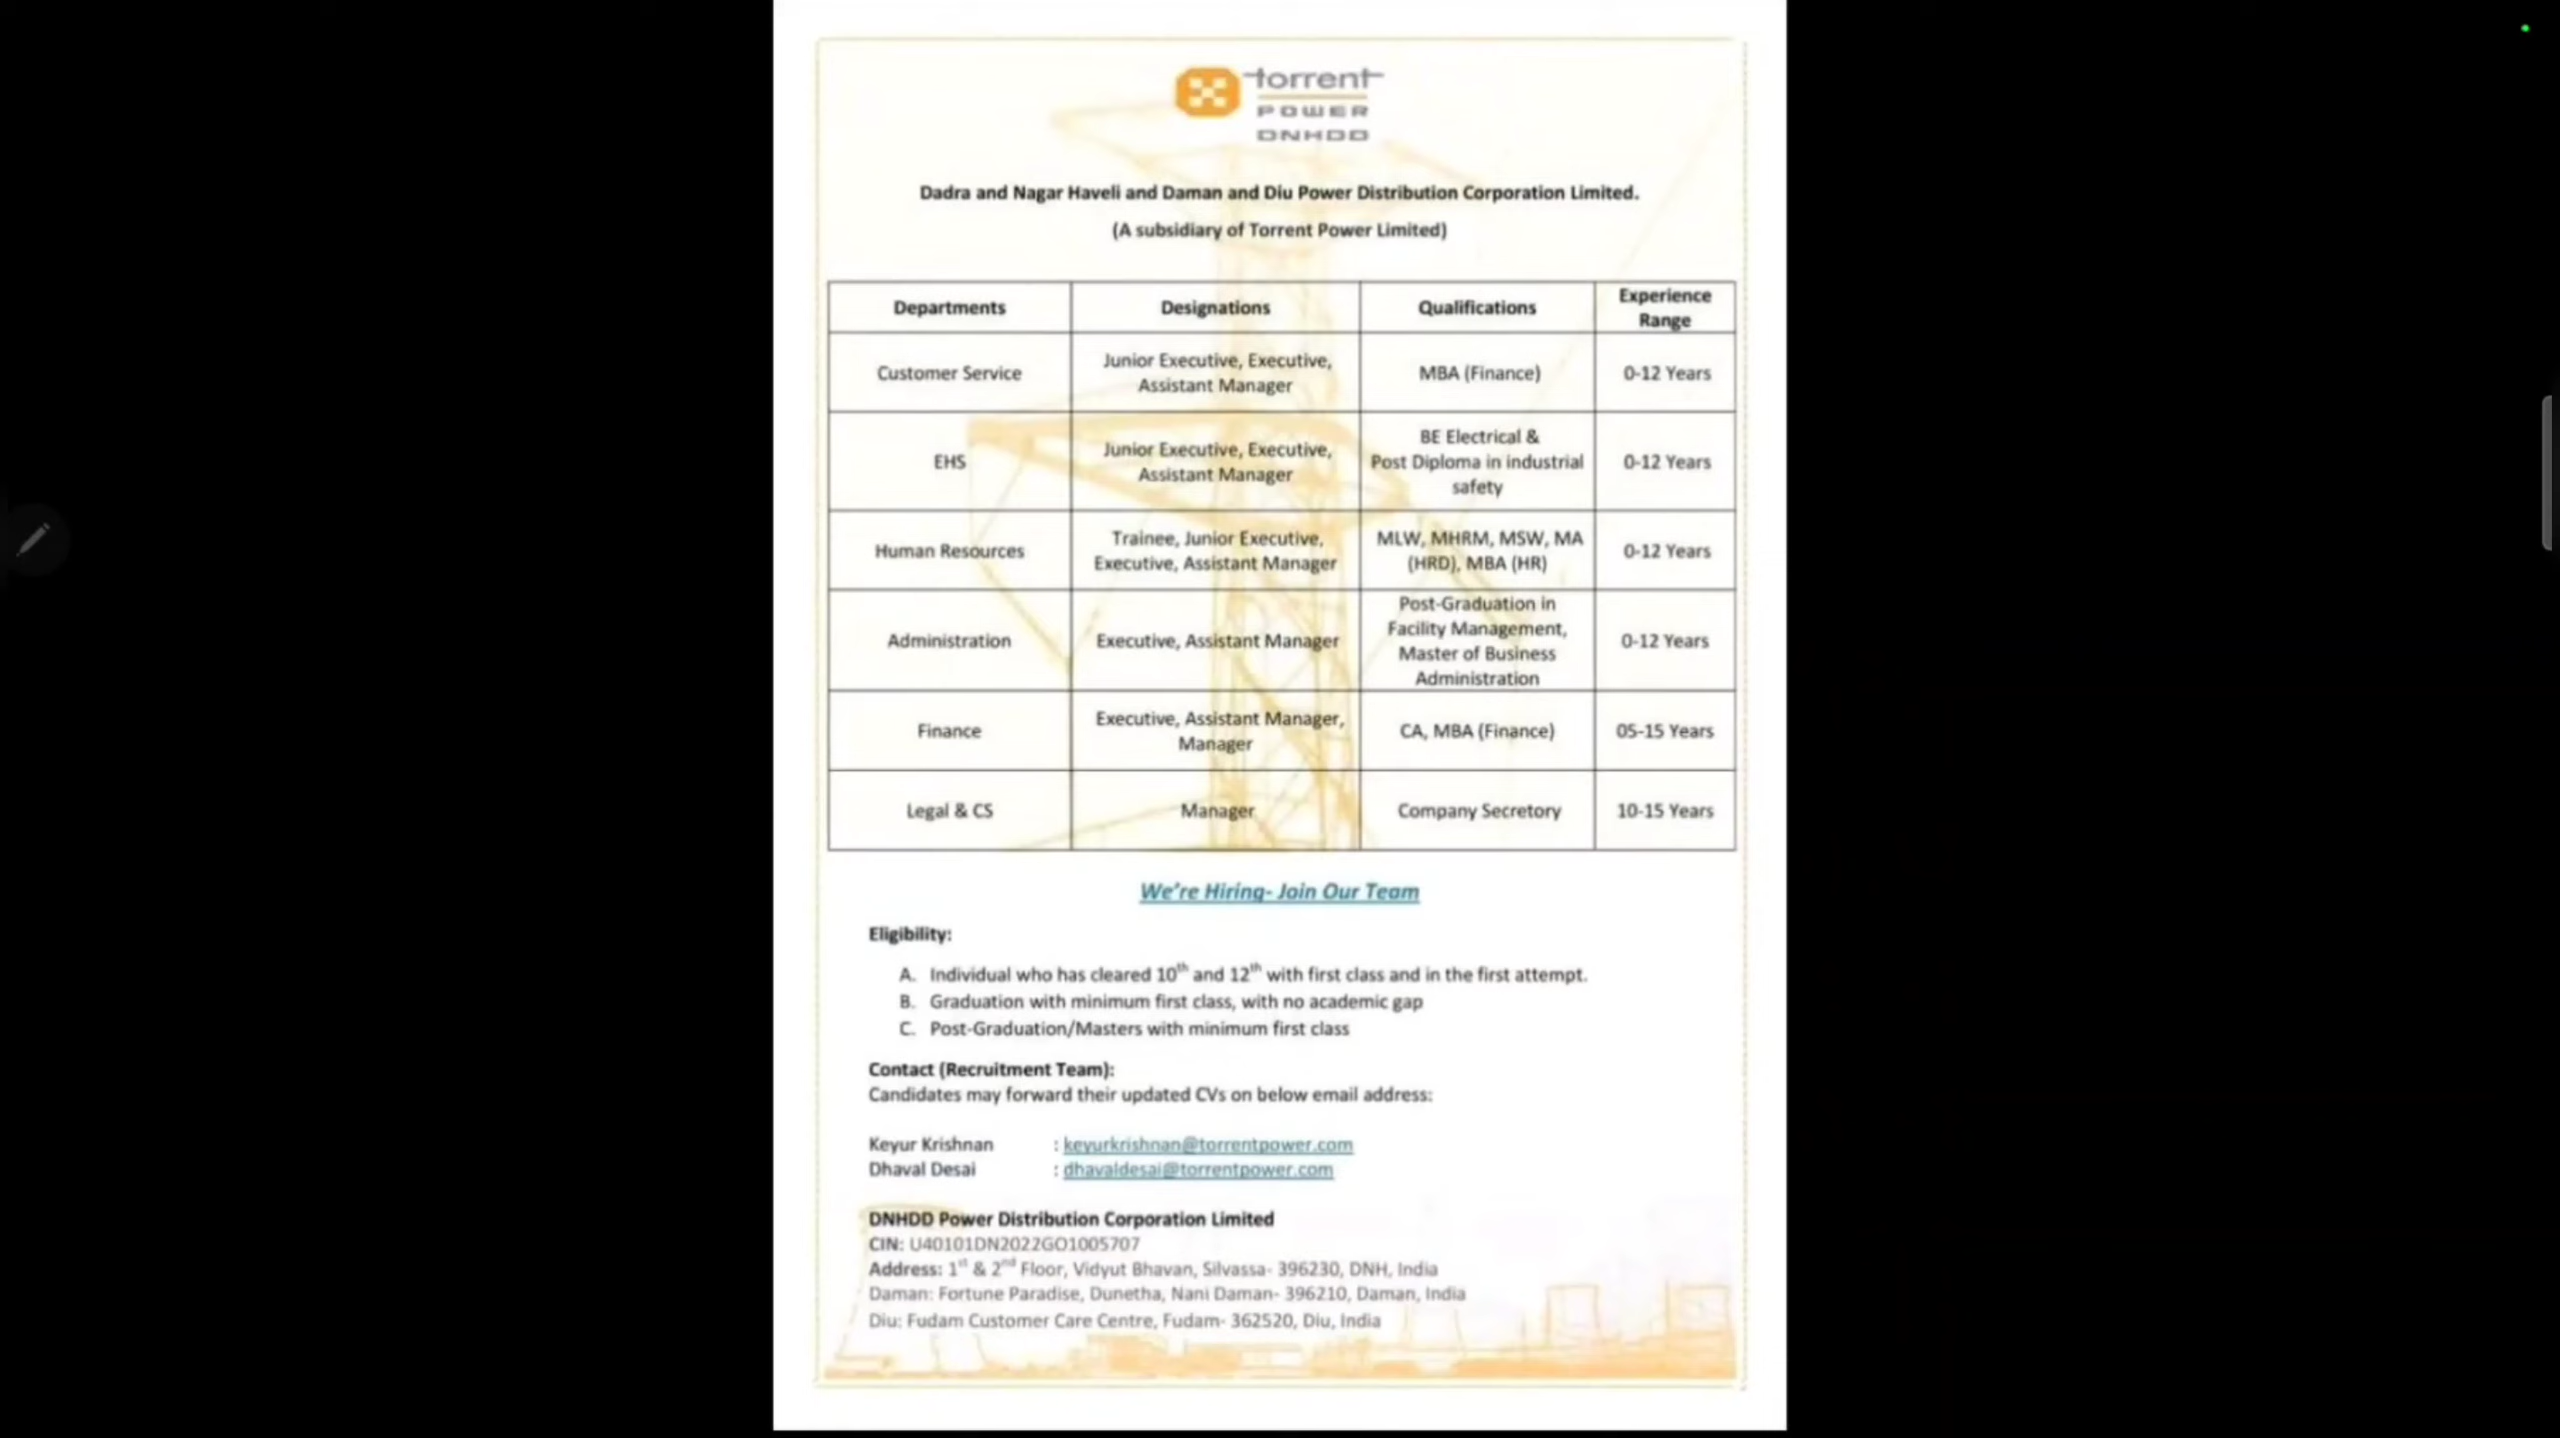 torrent
POWER
DNHDD
Dadra and Nagar Haveli and Daman and Diu Power Distribution Corporation Limited.
(A subsidiary of Torrent Power Limited)
Departments Designations Qualifications Experience Range
Customer Service Junior Executive, Executive, Assistant Manager MBA (Finance) 0-12 Years
EHS Junior Executive, Executive, Assistant Manager BE Electrical & Post Diploma in industrial safety 0-12 Years
Human Resources Trainee, Junior Executive, Executive, Assistant Manager MLW, MHRM, MSW, MA (HRD), MBA (HR) 0-12 Years
Administration Executive, Assistant Manager Post-Graduation in Facility Management, Master of Business Administration 0-12 Years
Finance Executive, Assistant Manager, Manager CA, MBA (Finance) 05-15 Years
Legal & CS Manager Company Secretory 10-15 Years
We're Hiring- Join Our Team
Eligibility:
A. Individual who has cleared 10th and 12th with first class and in the first attempt.
B. Graduation with minimum first class, with no academic gap
C. Post-Graduation/Masters with minimum first class
Contact (Recruitment Team):
Candidates may forward their updated CVs on below email address:
Keyur Krishnan : keyurkrishnan@torrentpower.com
Dhaval Desai : dhavaldesai@torrentpower.com
DNHDD Power Distribution Corporation Limited
CIN: U40101DN2022GO1005707
Address: 1st & 2nd Floor, Vidyut Bhavan, Silvassa- 396230, DNH, India
Daman: Fortune Paradise, Dunetha, Nani Daman- 396210, Daman, India
Diu: Fudam Customer Care Centre, Fudam- 362520, Diu, India